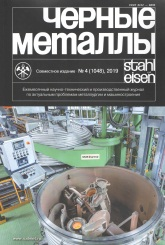 черные
металлы
stahl
eisen
Совместное издание № 4 (1048), 2019
Ежемесячный научно-технический и производственный журнал
по актуальным проблемам металлургии и машиностроения